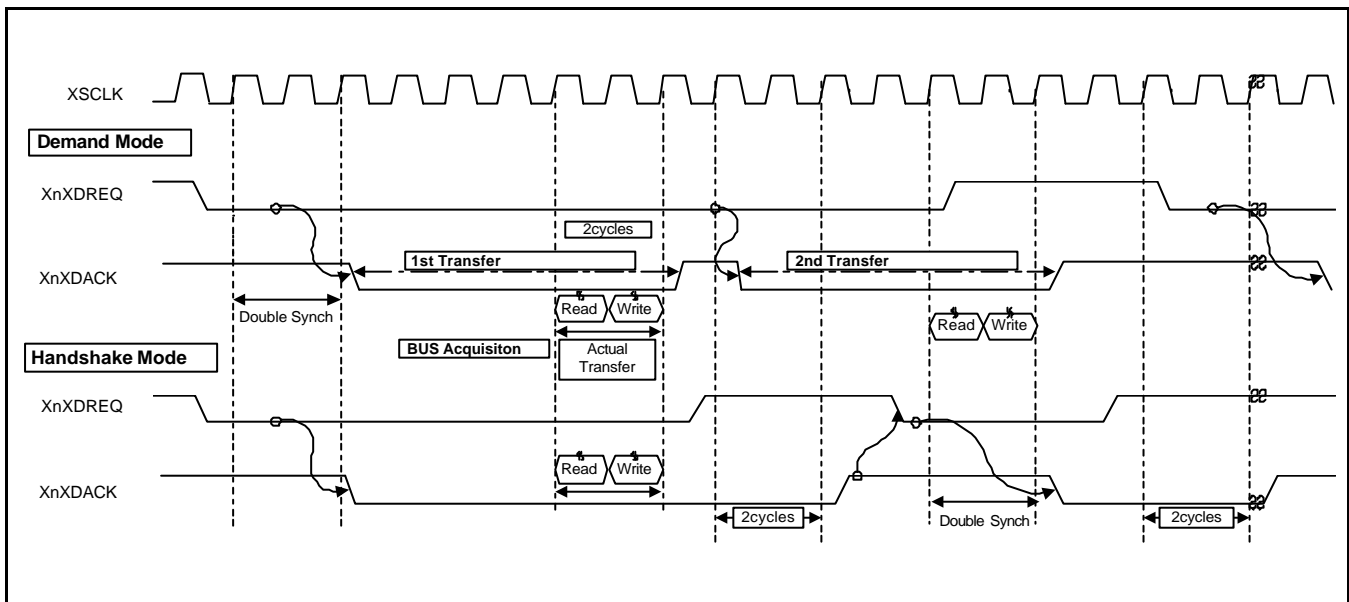 XSCLK
Demand Mode
XnXDREQ
2cycles
1st Transfer
2nd Transfer
XnXDACK
Read
Write
Double Synch
Read
Write
BUS Acquisiton
Actual
Transfer
Handshake Mode
XnXDREQ
Read
Write
XnXDACK
2cycles
Double Synch
2cycles